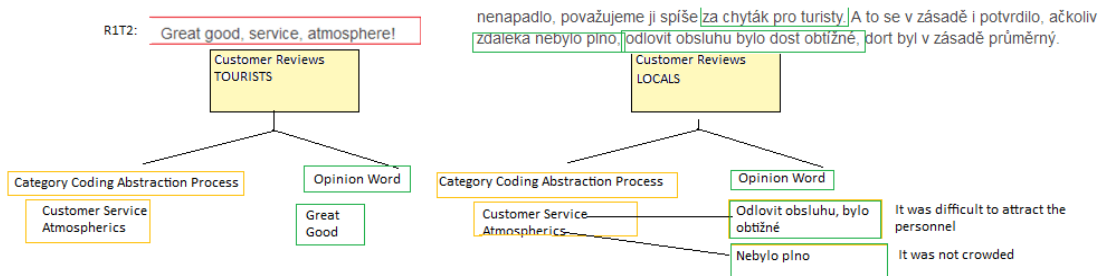 nenapadlo, považujeme ji spíše za chyták pro turisty. A to se v zásadě i potvrdilo, ačkoliv
R1T2: Great good, service, atmosphere!
zdaleka nebylo plno, odlovit obsluhu bylo dost obtížné, dort byl v zásadě průměrný.
Customer Reviews
TOURISTS
Customer Reviews
LOCALS
Category Coding Abstraction Process
Opinion Word
Customer Service
Atmospherics
Great
Good
Category Coding Abstraction Process
Opinion Word
Customer Service
Atmospherics
Odlovit obsluhu, bylo
obtížné
It was difficult to attract the
personnel
Nebylo plno
It was not crowded